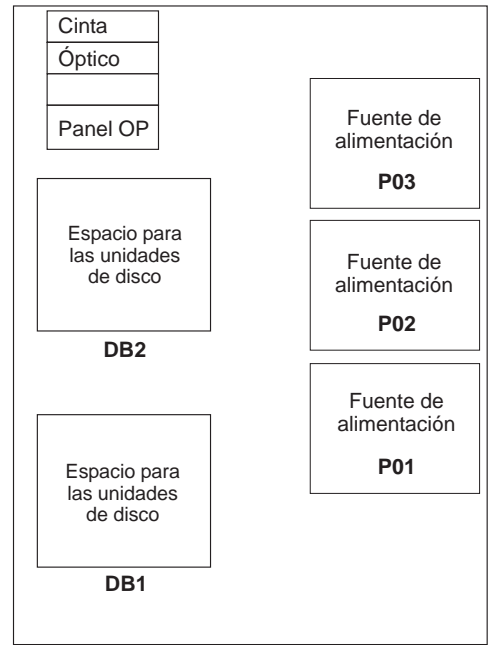 Cinta
Óptico
Panel OP
Espacio para
las unidades
de disco
DB2
Espacio para
las unidades
de disco
DB1
Fuente de
alimentación
P03
Fuente de
alimentación
P02
Fuente de
alimentación
P01